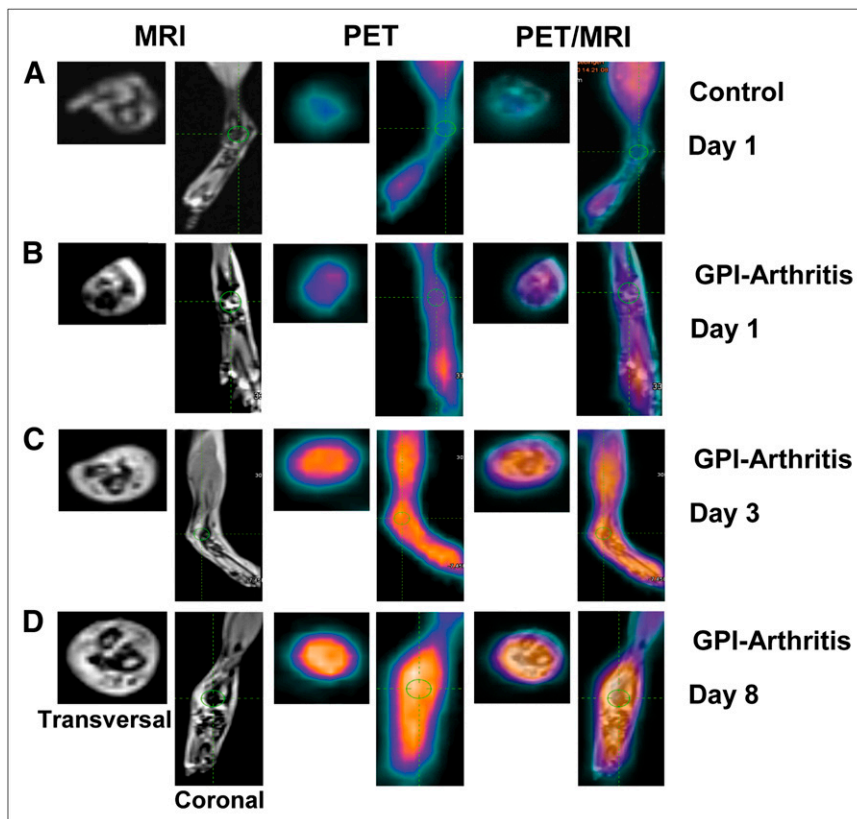 MRI PET PET/MRI
A
Control
Day 1
B
GPI-Arthritis
Day 1
C
GPI-Arthritis
Day 3
D
GPI-Arthritis
Day 8
Transversal
Coronal